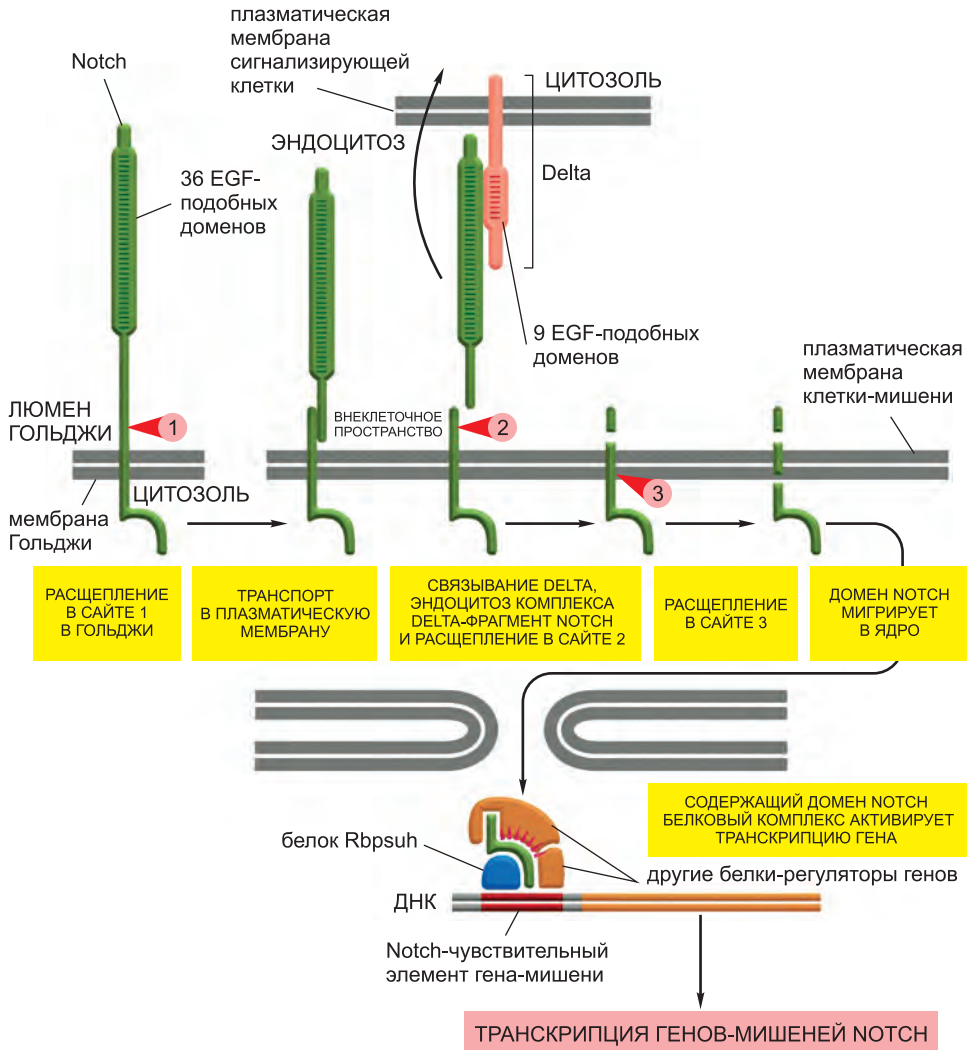 плазматическая
мембрана
сигнализирующей
клетки
Notch
ЦИТОЗОЛЬ
ЭНДОЦИТОЗ
36 EGF-
подобных
доменов
Delta
9 EGF-подобных
доменов
плазматическая
мембрана
клетки-мишени
ЛЮМЕН
ГОЛЬДЖИ
1
ВНЕКЛЕТОЧНОЕ
ПРОСТРАНСТВО
2
3
ЦИТОЗОЛЬ
мембрана
Гольджи
РАСЩЕПЛЕНИЕ
В САЙТЕ 1
В ГОЛЬДЖИ
ТРАНСПОРТ
В ПЛАЗМАТИЧЕСКУЮ
МЕМБРАНУ
СВЯЗЫВАНИЕ DELTA,
ЭНДОЦИТОЗ КОМПЛЕКСА
DELTA-ФРАГМЕНТ NOTCH
И РАСЩЕПЛЕНИЕ В САЙТЕ 2
РАСЩЕПЛЕНИЕ
В САЙТЕ 3
ДОМЕН NOTCH
МИГРИРУЕТ
В ЯДРО
СОДЕРЖАЩИЙ ДОМЕН NOTCH
БЕЛКОВЫЙ КОМПЛЕКС АКТИВИРУЕТ
ТРАНСКРИПЦИЮ ГЕНА
белок Rbpsuh
другие белки-регуляторы генов
ДНК
Notch-чувствительный
элемент гена-мишени
ТРАНСКРИПЦИЯ ГЕНОВ-МИШЕНЕЙ NOTCH